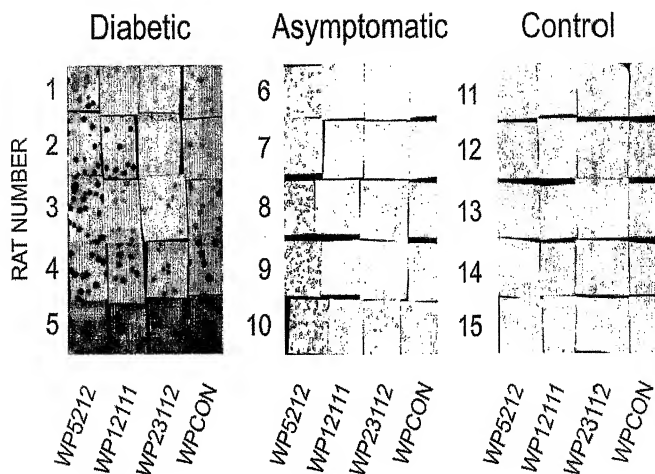 Diabetic Asymptomatic Control
RAT NUMBER
1 6 11
2 7 12
3 8 13
4 9 14
5 10 15
WP5212 WP12111 WP23112 WPCON WP5212 WP12111 WP23112 WPCON WP5212 WP12111 WP23112 WPCON